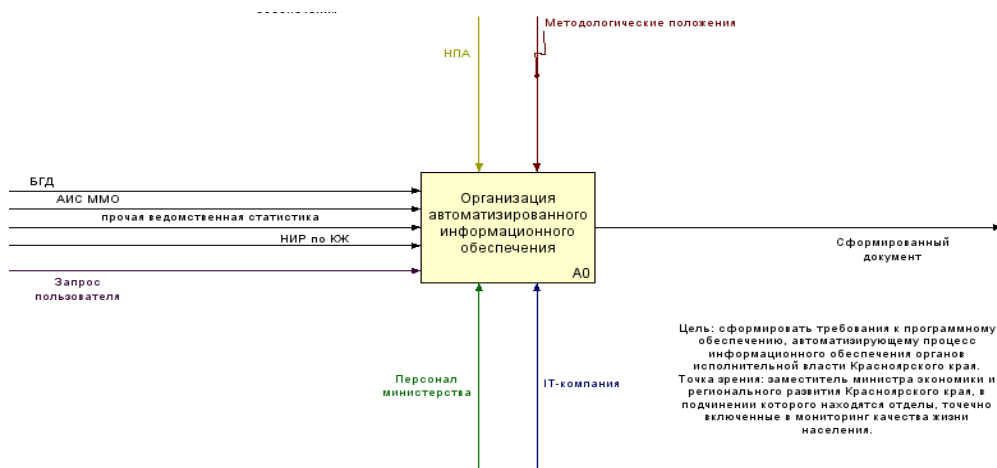 Методологические положения
НПА
БГД
АИС ММО
прочая ведомственная статистика
НИР по КЖ
Запрос
пользователя
Организация
автоматизированного
информационного
обеспечения
A0
Сформированный
документ
Персонал
министерства
IT-компания
Цель: сформировать требования к программному
обеспечению, автоматизирующему процесс
информационного обеспечения органов
исполнительной власти Красноярского края.
Точка зрения: заместитель министра экономики и
регионального развития Красноярского края, в
подчинении которого находятся отделы, точечно
включенные в мониторинг качества жизни
населения.